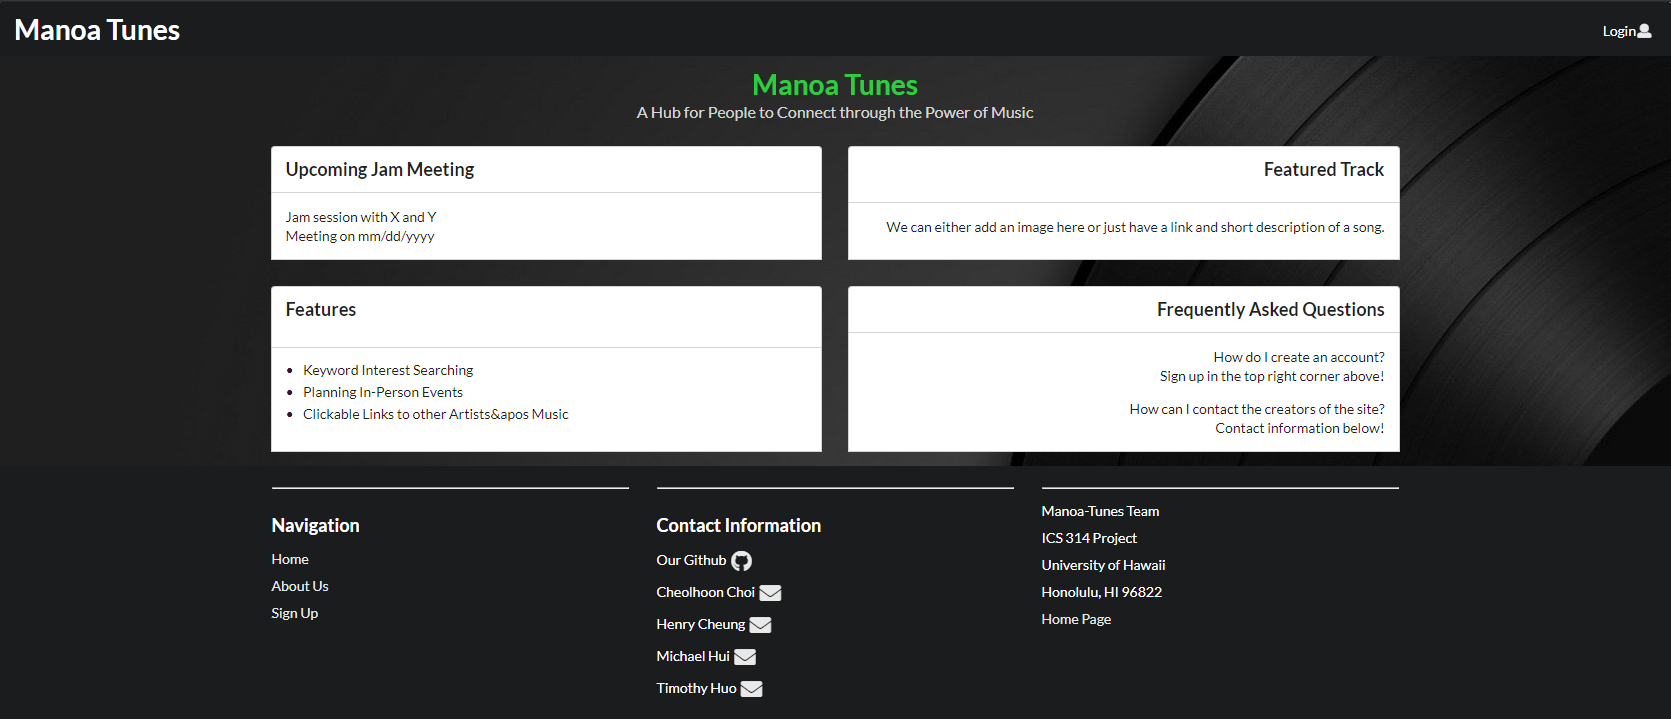 Manoa Tunes
Login
Manoa Tunes
A Hub for People to Connect through the Power of Music
Upcoming Jam Meeting
Jam session with X and Y
Meeting on mm/dd/yyyy
Featured Track
We can either add an image here or just have a link and short description of a song.
Features
• Keyword Interest Searching
• Planning In-Person Events
• Clickable Links to other Artists&apos Music
Frequently Asked Questions
How do I create an account?
Sign up in the top right corner above!
How can I contact the creators of the site?
Contact information below!
Navigation
Home
About Us
Sign Up
Contact Information
Our Github
Cheolhoon Choi
Henry Cheung
Michael Hui
Timothy Huo
Manoa-Tunes Team
ICS 314 Project
University of Hawaii
Honolulu, HI 96822
Home Page